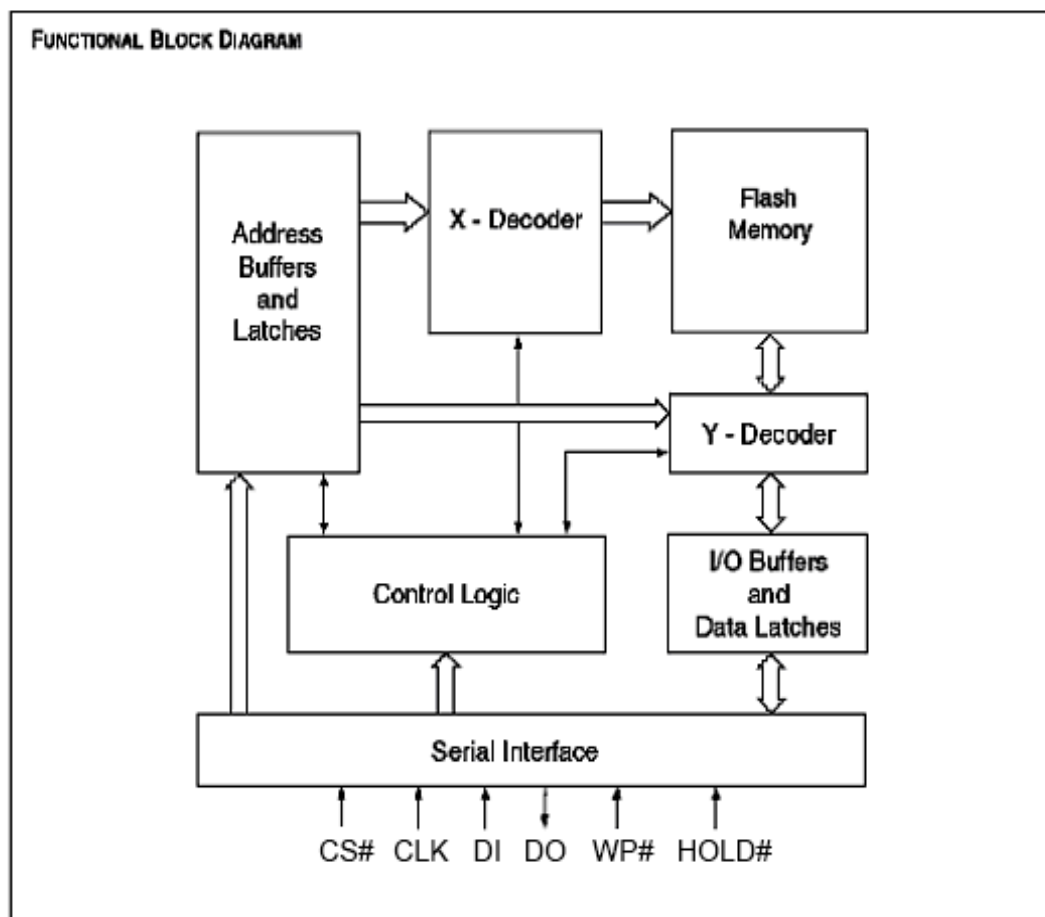 FUNCTIONAL BLOCK DIAGRAM
Address
Buffers
and
Latches
X - Decoder
Flash
Memory
Y - Decoder
Control Logic
I/O Buffers
and
Data Latches
Serial Interface
CS# CLK DI DO WP# HOLD#